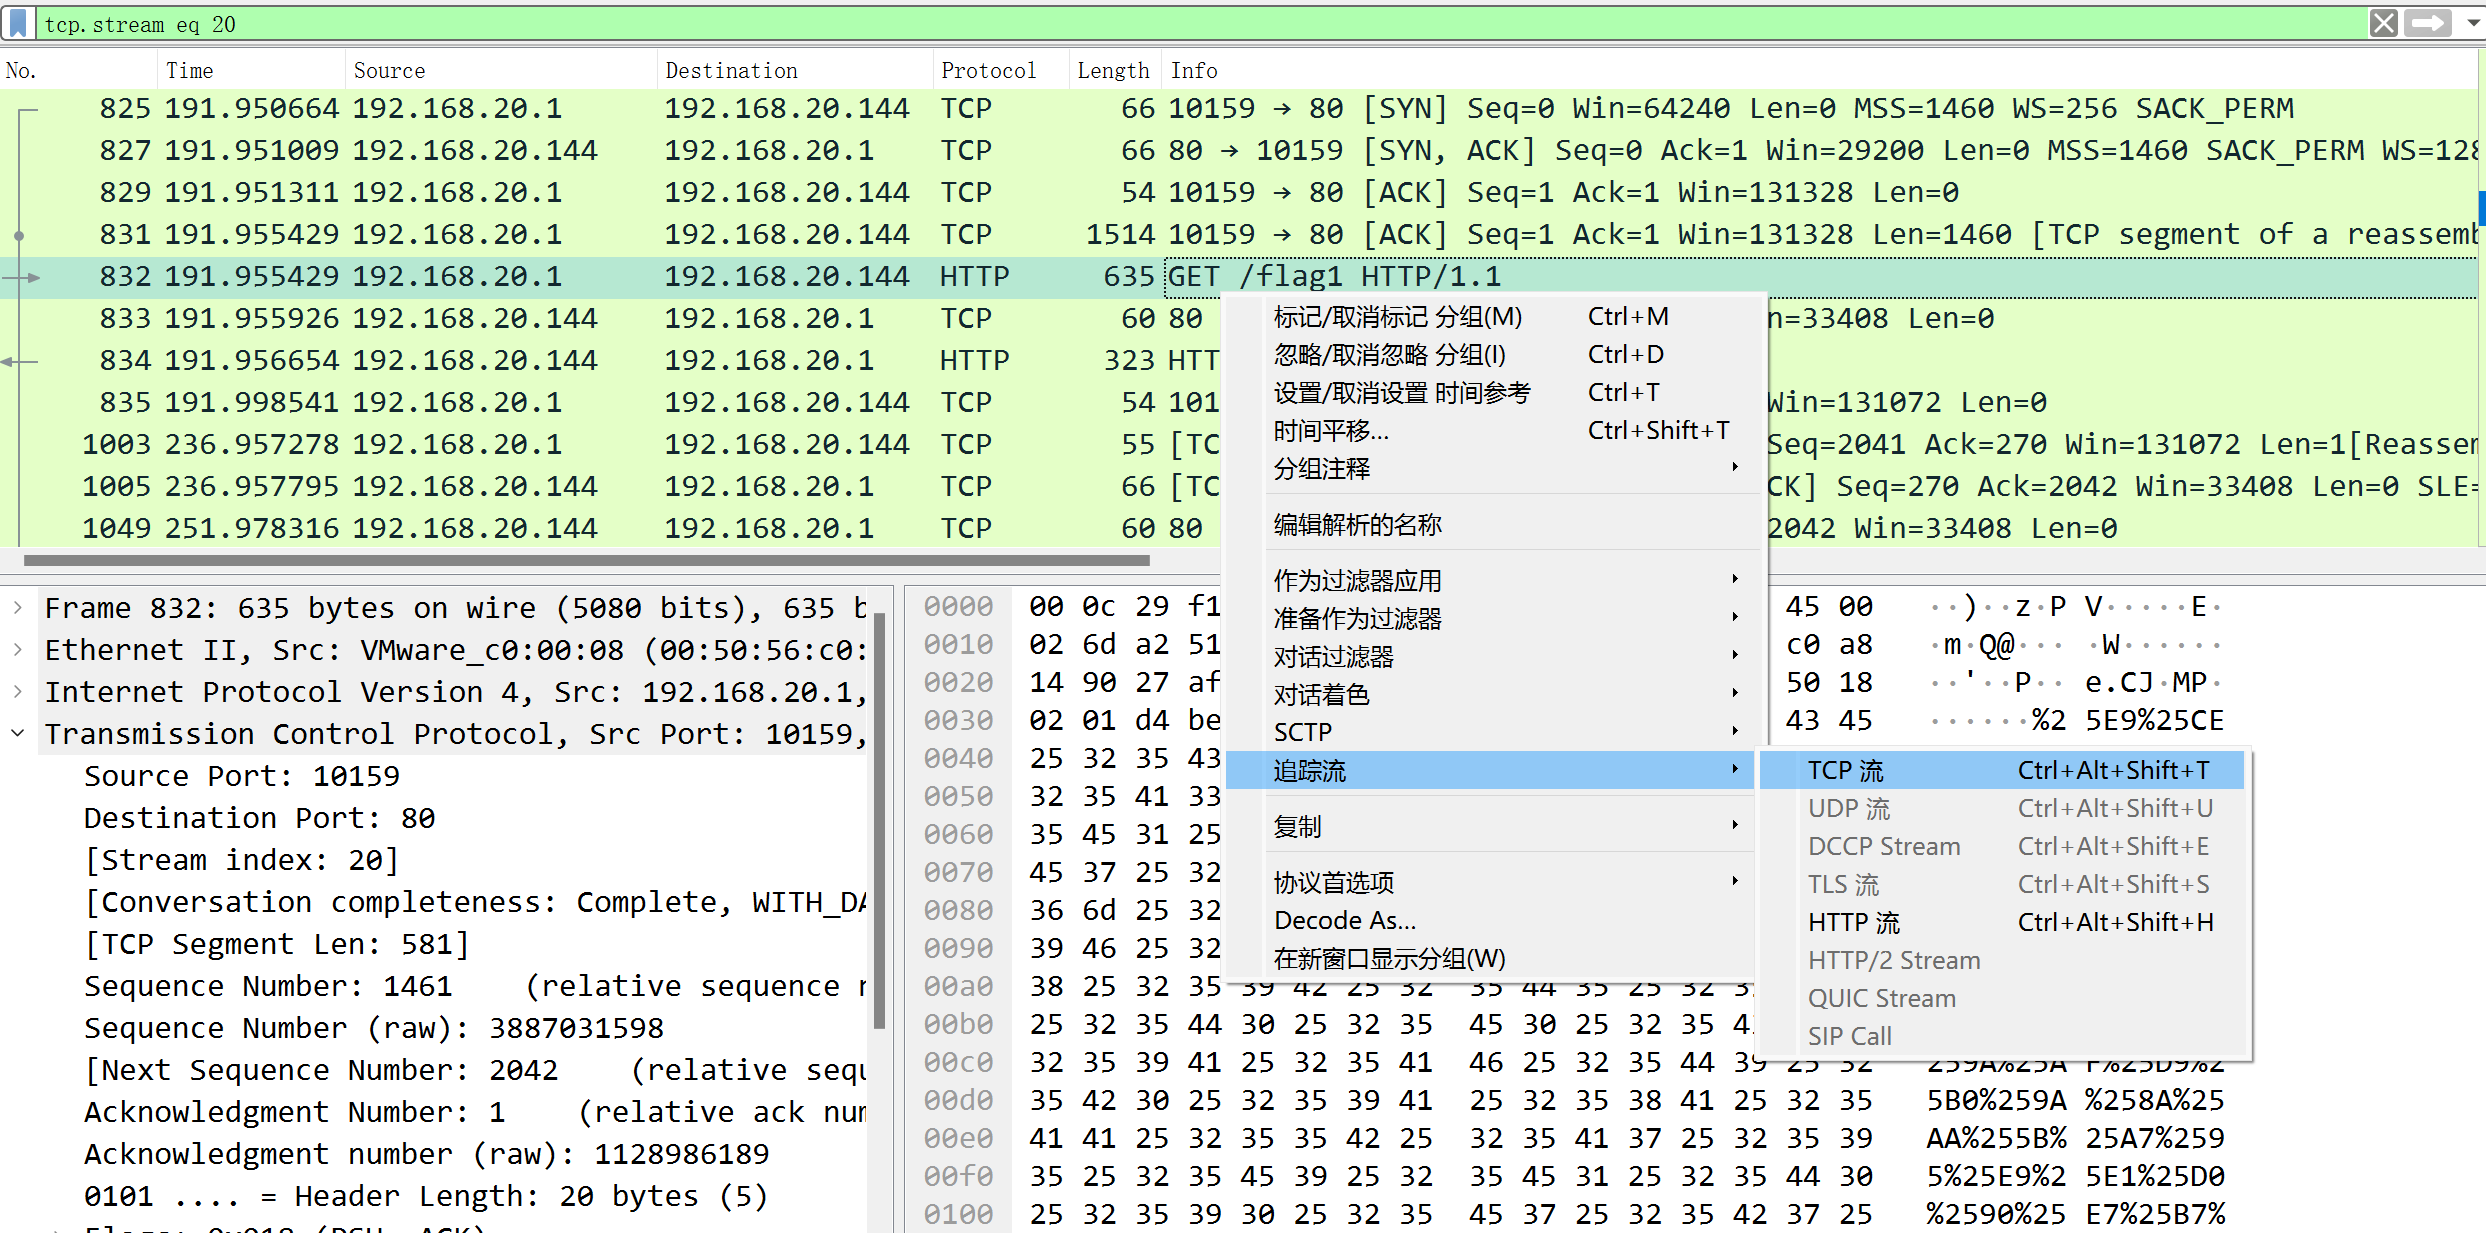 tcp.stream eq 20
No. Time Source Destination Protocol Length Info
825 191.950664 192.168.20.1 192.168.20.144 TCP 66 10159 → 80 [SYN] Seq=0 Win=64240 Len=0 MSS=1460 WS=256 SACK_PERM
827 191.951009 192.168.20.144 192.168.20.1 TCP 66 80 → 10159 [SYN, ACK] Seq=0 Ack=1 Win=29200 Len=0 MSS=1460 SACK_PERM WS=128
829 191.951311 192.168.20.1 192.168.20.144 TCP 54 10159 → 80 [ACK] Seq=1 Ack=1 Win=131328 Len=0
831 191.955429 192.168.20.1 192.168.20.144 TCP 1514 10159 → 80 [ACK] Seq=1 Ack=1 Win=131328 Len=1460 [TCP segment of a reassemb
832 191.955429 192.168.20.1 192.168.20.144 HTTP 635 GET /flag1 HTTP/1.1
833 191.955926 192.168.20.144 192.168.20.1 TCP 60 80 n=33408 Len=0
834 191.956654 192.168.20.144 192.168.20.1 HTTP 323 HTT
835 191.998541 192.168.20.1 192.168.20.144 TCP 54 101 Win=131072 Len=0
1003 236.957278 192.168.20.1 192.168.20.144 TCP 55 [TC Seq=2041 Ack=270 Win=131072 Len=1[Reassem
1005 236.957795 192.168.20.144 192.168.20.1 TCP 66 [TC CK] Seq=270 Ack=2042 Win=33408 Len=0 SLE=
1049 251.978316 192.168.20.144 192.168.20.1 TCP 60 80 2042 Win=33408 Len=0
标记/取消标记 分组(M) Ctrl+M
忽略/取消忽略 分组(I) Ctrl+D
设置/取消设置 时间参考 Ctrl+T
时间平移... Ctrl+Shift+T
分组注释
编辑解析的名称
作为过滤器应用
准备作为过滤器
对话过滤器
对话着色
SCTP
追踪流
复制
协议首选项
Decode As...
在新窗口显示分组(W)
TCP 流 Ctrl+Alt+Shift+T
UDP 流 Ctrl+Alt+Shift+U
DCCP Stream Ctrl+Alt+Shift+E
TLS 流 Ctrl+Alt+Shift+S
HTTP 流 Ctrl+Alt+Shift+H
HTTP/2 Stream
QUIC Stream
SIP Call
Frame 832: 635 bytes on wire (5080 bits), 635 b
Ethernet II, Src: VMware_c0:00:08 (00:50:56:c0:
Internet Protocol Version 4, Src: 192.168.20.1,
Transmission Control Protocol, Src Port: 10159,
Source Port: 10159
Destination Port: 80
[Stream index: 20]
[Conversation completeness: Complete, WITH_DA
[TCP Segment Len: 581]
Sequence Number: 1461 (relative sequence n
Sequence Number (raw): 3887031598
[Next Sequence Number: 2042 (relative sequ
Acknowledgment Number: 1 (relative ack num
Acknowledgment number (raw): 1128986189
0101 .... = Header Length: 20 bytes (5)
0000 00 0c 29 f1 45 00 ··)··z·P V·····E·
0010 02 6d a2 51 c0 a8 ·m·Q@··· ·W······
0020 14 90 27 af 50 18 ··'··P·· e.CJ·MP·
0030 02 01 d4 be 43 45 ······%2 5E9%25CE
0040 25 32 35 43
0050 32 35 41 33
0060 35 45 31 25
0070 45 37 25 32
0080 36 6d 25 32
0090 39 46 25 32
00a0 38 25 32 35 39 42 25 32 35 44 35 25 32 3
00b0 25 32 35 44 30 25 32 35 45 30 25 32 35 4
00c0 32 35 39 41 25 32 35 41 46 25 32 35 44 39 25 32 259A%25A F%25D9%2
00d0 35 42 30 25 32 35 39 41 25 32 35 38 41 25 32 35 5B0%259A %258A%25
00e0 41 41 25 32 35 35 42 25 32 35 41 37 25 32 35 39 AA%255B% 25A7%259
00f0 35 25 32 35 45 39 25 32 35 45 31 25 32 35 44 30 5%25E9%2 5E1%25D0
0100 25 32 35 39 30 25 32 35 45 37 25 32 35 42 37 25 %2590%25 E7%25B7%